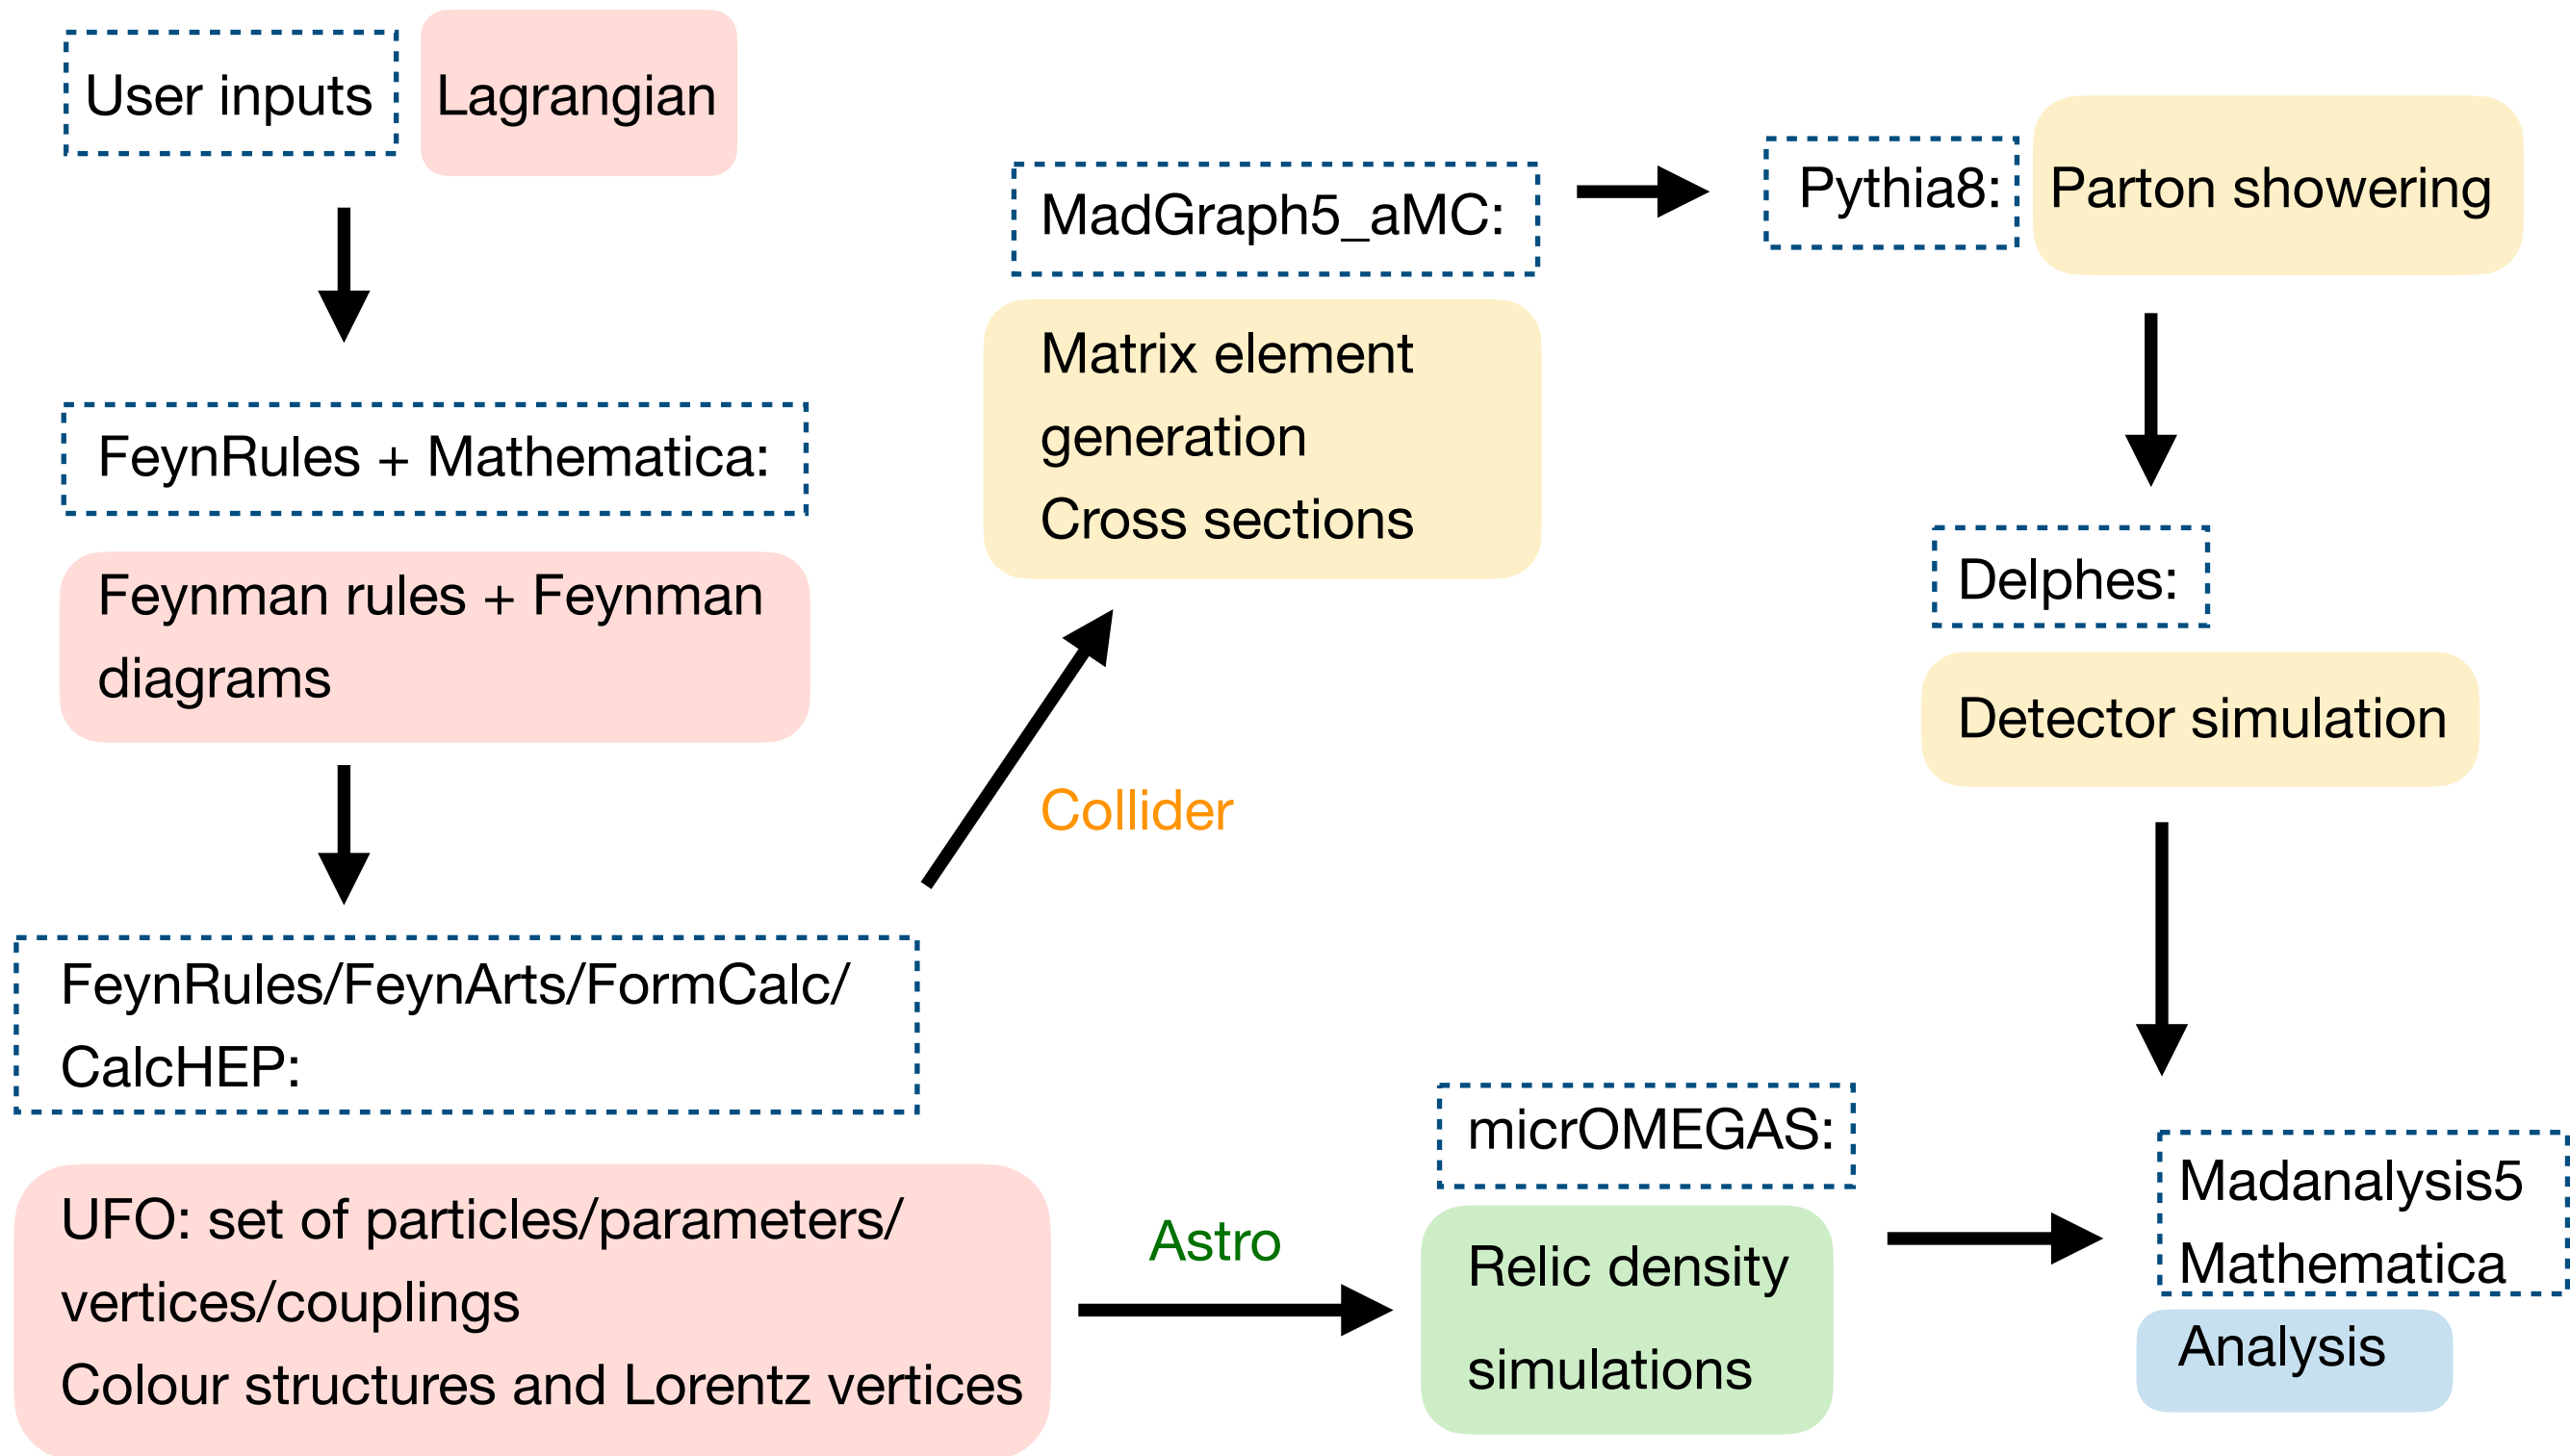 User inputs
Lagrangian
FeynRules + Mathematica:
Feynman rules + Feynman
diagrams
FeynRules/FeynArts/FormCalc/
CalcHEP:
UFO: set of particles/parameters/
vertices/couplings
Colour structures and Lorentz vertices
Collider
MadGraph5_aMC:
Matrix element
generation
Cross sections
Pythia8:
Parton showering
Delphes:
Detector simulation
Astro
micrOMEGAS:
Relic density
simulations
Madanalysis5
Mathematica
Analysis